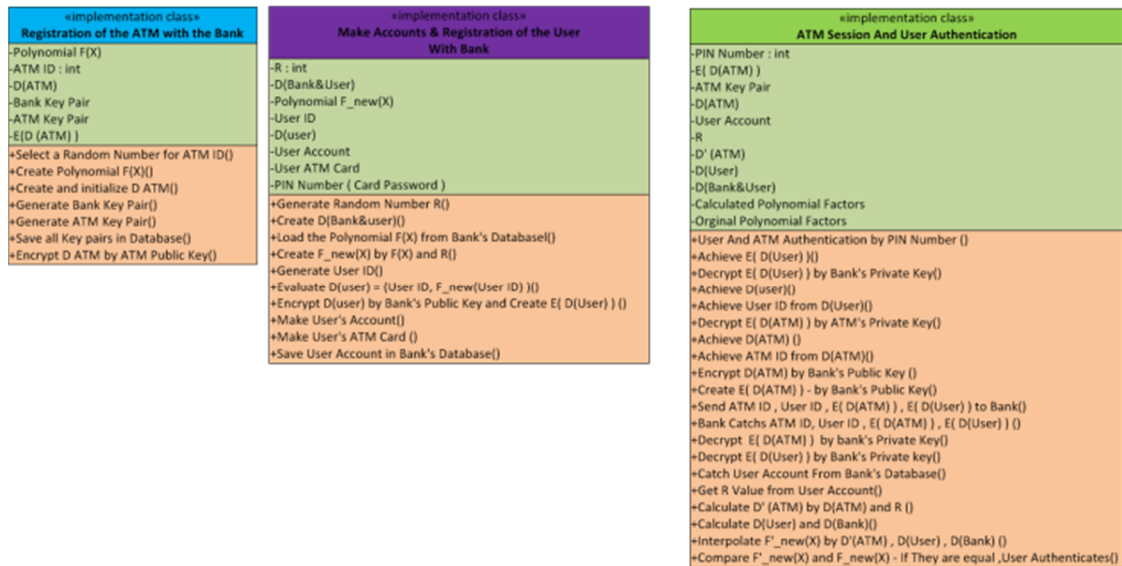 «implementation class»
Registration of the ATM with the Bank
-Polynomial F(X)
-ATM ID : int
-D(ATM)
-Bank Key Pair
-ATM Key Pair
-E(D (ATM) )
+Select a Random Number for ATM ID()
+Create Polynomial F(X)()
+Create and initialize D ATM()
+Generate Bank Key Pair()
+Generate ATM Key Pair()
+Save all Key pairs in Database()
+Encrypt D ATM by ATM Public Key()
«implementation class»
Make Accounts & Registration of the User
With Bank
-R : int
-D(Bank&User)
-Polynomial F_new(X)
-User ID
-D(user)
-User Account
-User ATM Card
-PIN Number ( Card Password )
+Generate Random Number R()
+Create D(Bank&user)()
+Load the Polynomial F(X) from Bank's Databasel()
+Create F_new(X) by F(X) and R()
+Generate User ID()
+Evaluate D(user) = (User ID, F_new(User ID) )()
+Encrypt D(user) by Bank's Public Key and Create E( D(User) ) ()
+Make User's Account()
+Make User's ATM Card ()
+Save User Account in Bank's Database()
«implementation class»
ATM Session And User Authentication
-PIN Number : int
-E( D(ATM) )
-ATM Key Pair
-D(ATM)
-User Account
-R
-D' (ATM)
-D(User)
-D(Bank&User)
-Calculated Polynomial Factors
-Orginal Polynomial Factors
+User And ATM Authentication by PIN Number ()
+Achieve E( D(User) )()
+Decrypt E( D(User) ) by Bank's Private Key()
+Achieve D(user)()
+Achieve User ID from D(User)()
+Decrypt E( D(ATM) ) by ATM's Private Key()
+Achieve D(ATM) ()
+Achieve ATM ID from D(ATM)()
+Encrypt D(ATM) by Bank's Public Key ()
+Create E( D(ATM) ) - by Bank's Public Key()
+Send ATM ID , User ID , E( D(ATM) ) , E( D(User) ) to Bank()
+Bank Catchs ATM ID, User ID , E( D(ATM) ) , E( D(User) ) ()
+Decrypt E( D(ATM) ) by bank's Private Key()
+Decrypt E( D(User) ) by Bank's Private key()
+Catch User Account From Bank's Database()
+Get R Value from User Account()
+Calculate D' (ATM) by D(ATM) and R ()
+Calculate D(User) and D(Bank)()
+Interpolate F'_new(X) by D'(ATM) , D(User) , D(Bank) ()
+Compare F'_new(X) and F_new(X) - If They are equal ,User Authenticates()